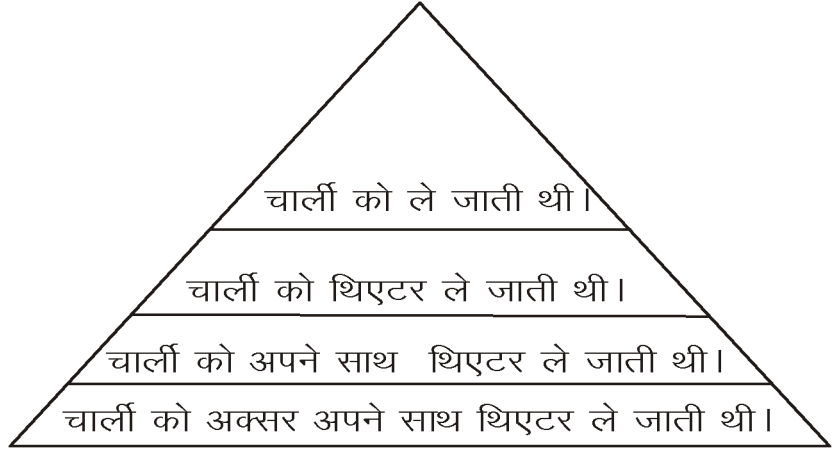 चार्ली को ले जाती थी।
चार्ली को थिएटर ले जाती थी।
चार्ली को अपने साथ थिएटर ले जाती थी।
चार्ली को अक्सर अपने साथ थिएटर ले जाती थी।